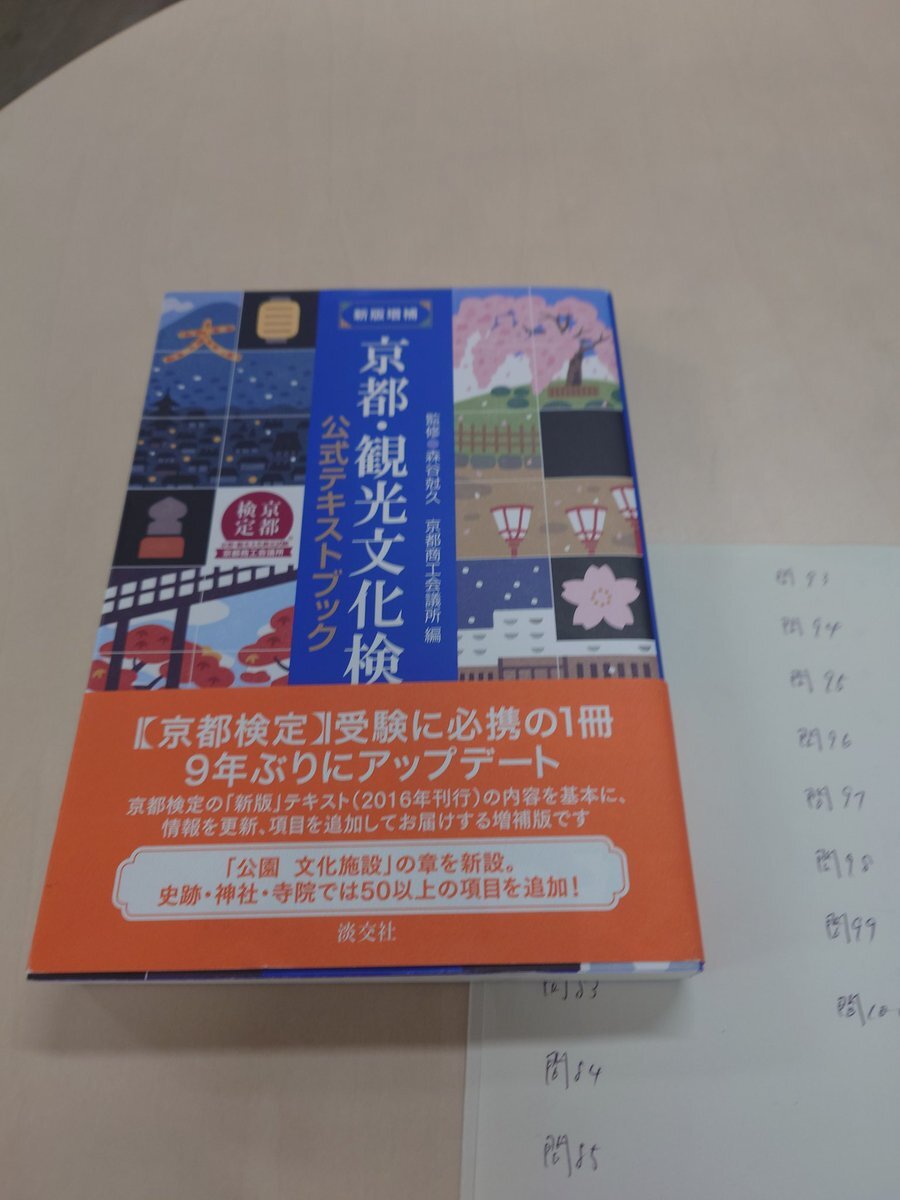 新版増補
京都・観光文化検
公式テキストブック
監修●森谷尅久 京都商工会議所 編
大
京都
検定
京都商工会議所
【京都検定】受験に必携の1冊
9年ぶりにアップデート
京都検定の「新版」テキスト(2016年刊行)の内容を基本に、
情報を更新、項目を追加してお届けする増補版です
「公園 文化施設」の章を新設。
史跡・神社・寺院では50以上の項目を追加!
淡交社
問83
問84
問85
問93
問94
問95
問96
問97
問98
問99